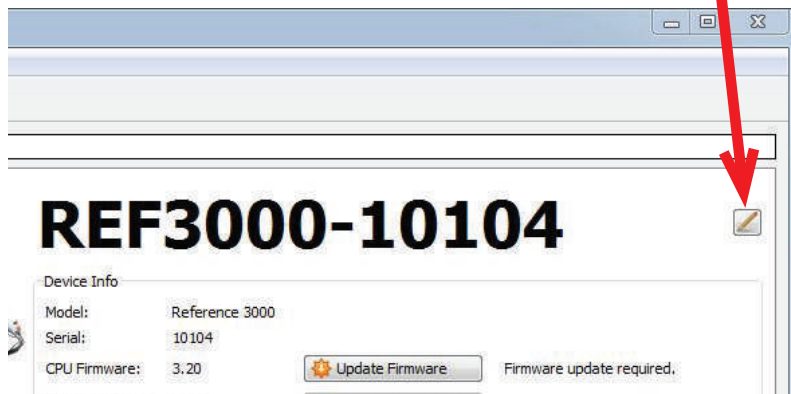 REF3000-10104
Device Info
Model: Reference 3000
Serial: 10104
CPU Firmware: 3.20 Update Firmware Firmware update required.